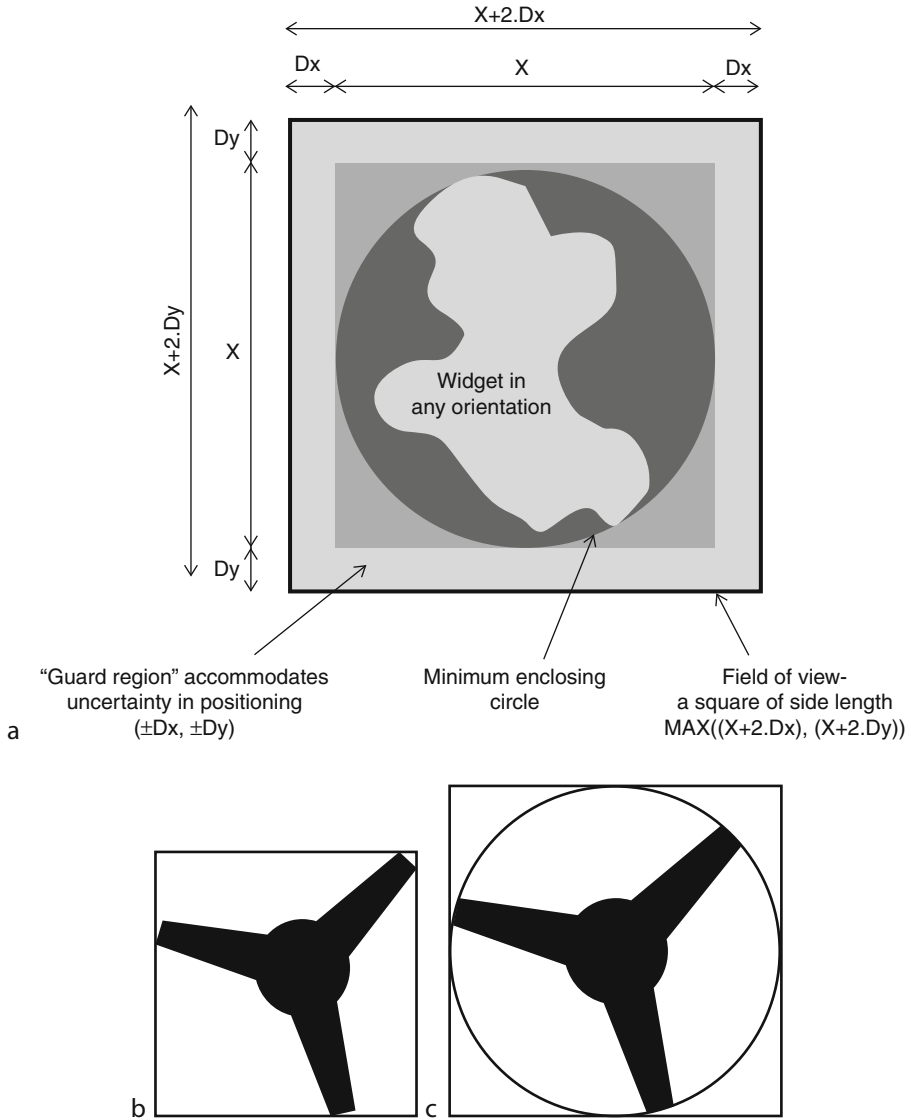 X+2.Dx
Dx
X
Dx
Dy
X+2.Dy
X
Widget in
any orientation
Dy
“Guard region” accommodates
uncertainty in positioning
(±Dx, ±Dy)
Minimum enclosing
circle
Field of view-
a square of side length
MAX((X+2.Dx), (X+2.Dy))
a
b
c